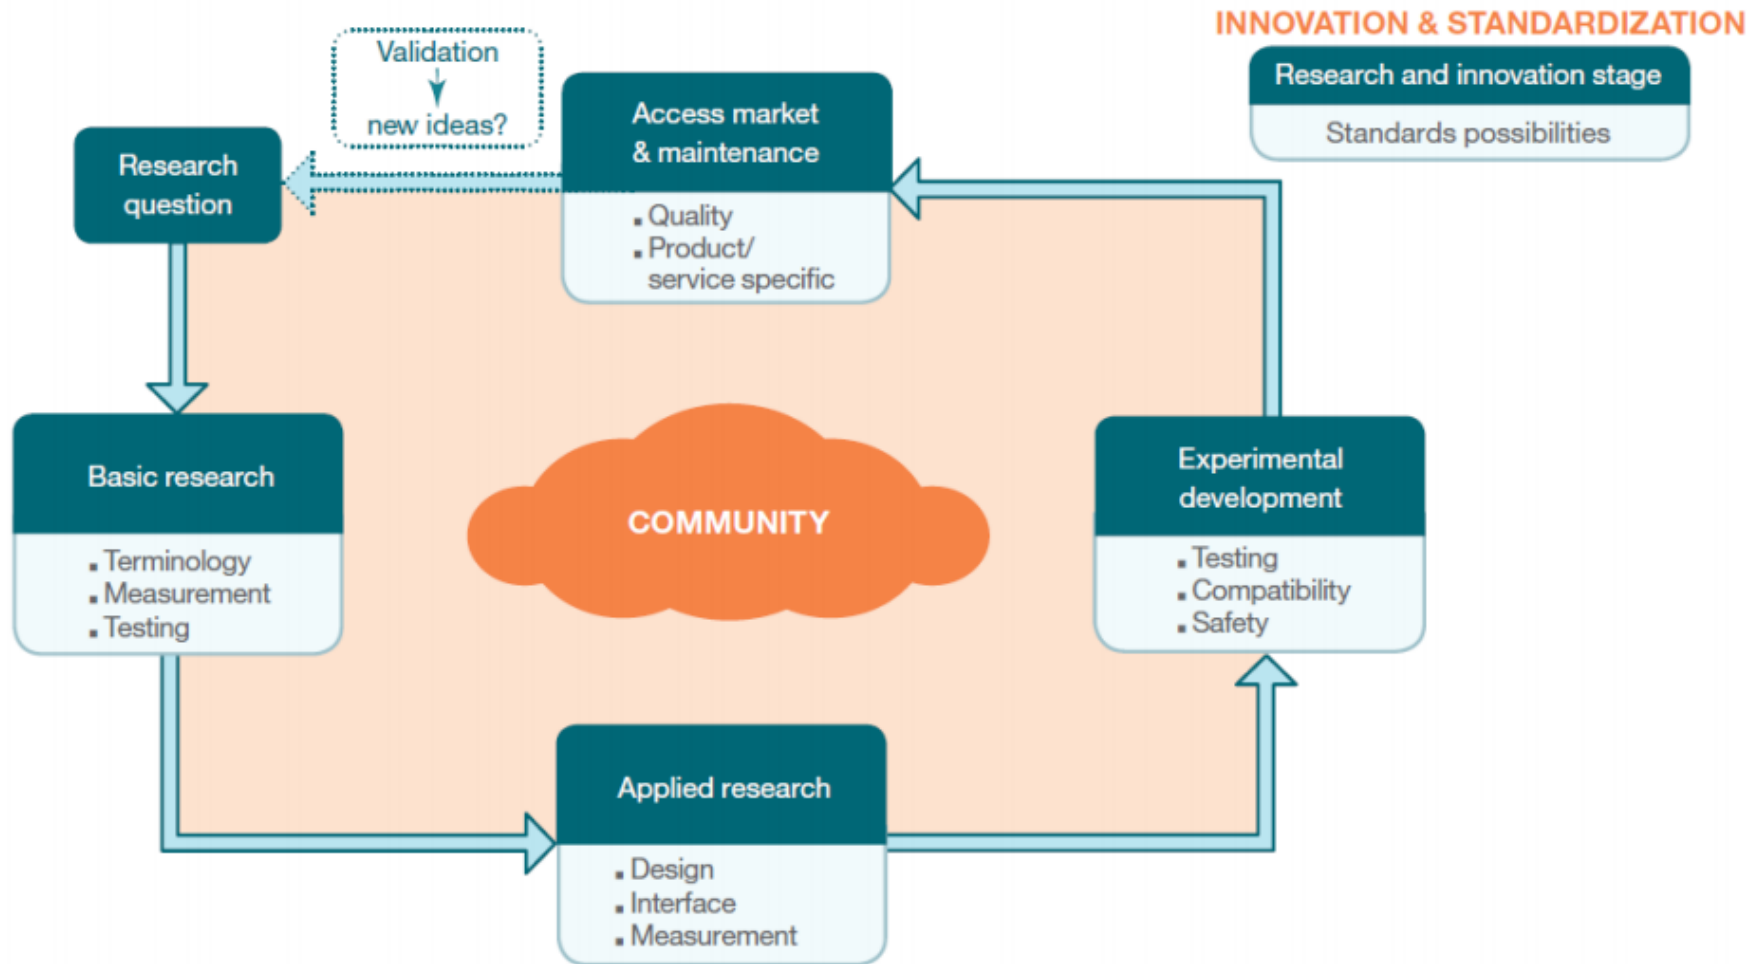 INNOVATION & STANDARDIZATION
Research and innovation stage
Standards possibilities
Validation
new ideas?
Access market
& maintenance
▪ Quality
▪ Product/
service specific
Research
question
Basic research
▪ Terminology
▪ Measurement
▪ Testing
COMMUNITY
Experimental
development
▪ Testing
▪ Compatibility
▪ Safety
Applied research
▪ Design
▪ Interface
▪ Measurement